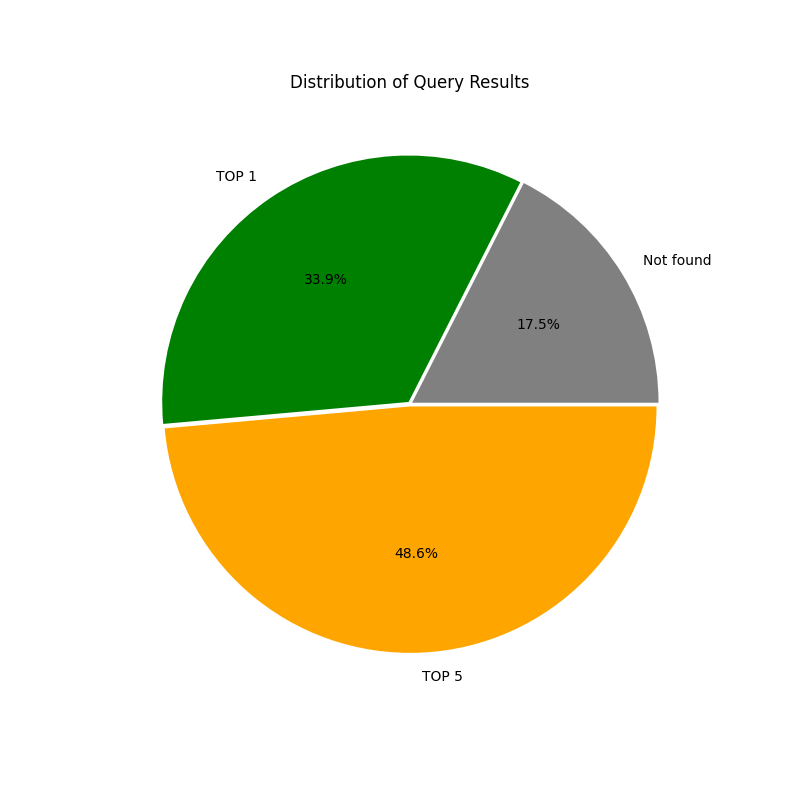 Distribution of Query Results
TOP 1
Not found
33.9%
17.5%
48.6%
TOP 5